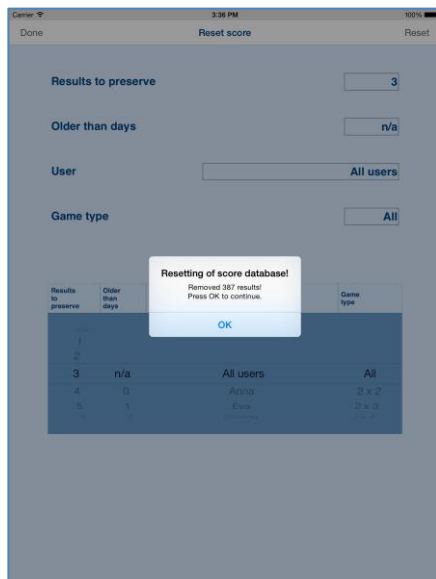 Carrier 3:36 PM 100%
Done Reset score Reset
Results to preserve 3
Older than days n/a
User All users
Game type All
Resetting of score database!
Removed 387 results!
Press OK to continue.
OK
Results to preserve Older than days Game type
1
2
3 n/a All users All
4 0 Anna 2 x 2
5 1 Eva 2 x 3